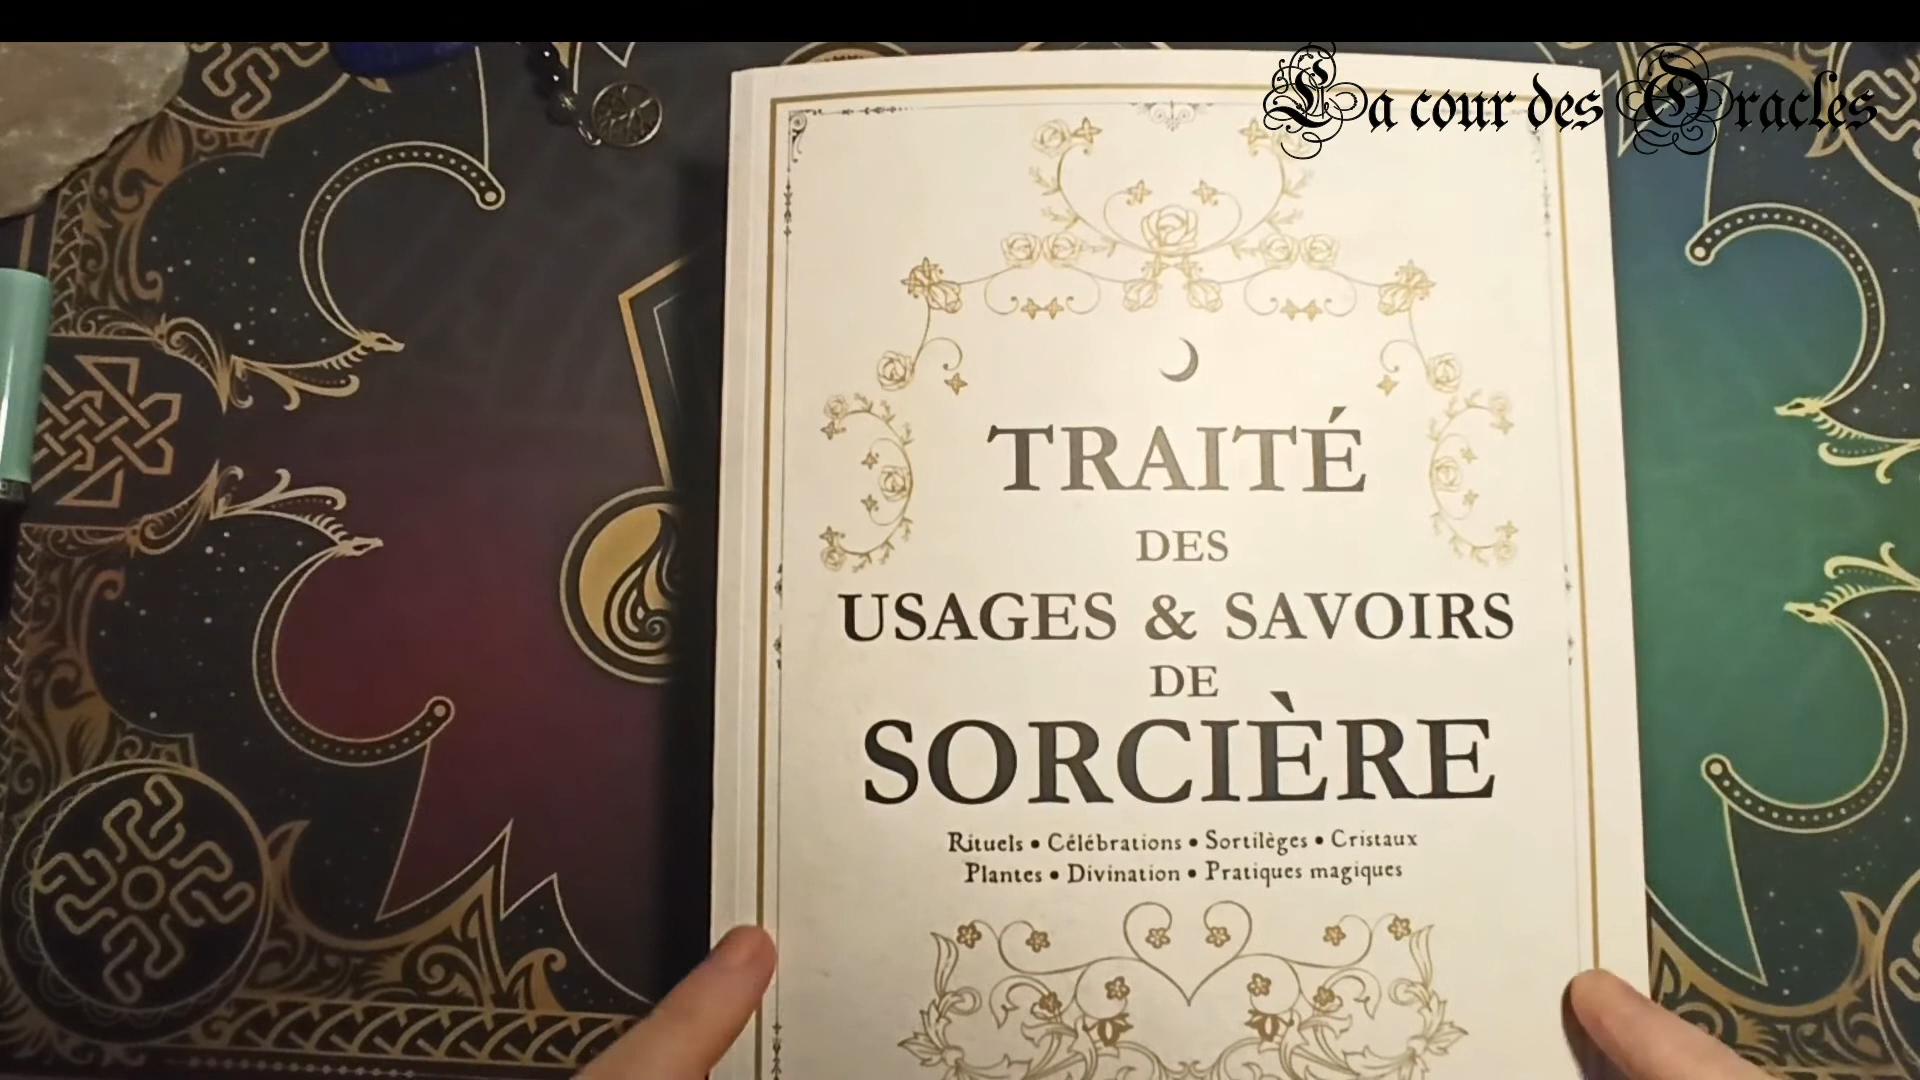 La cour des Oracles
TRAITÉ
DES
USAGES & SAVOIRS
DE
SORCIÈRE
Rituels • Célébrations • Sortilèges • Cristaux
Plantes • Divination • Pratiques magiques